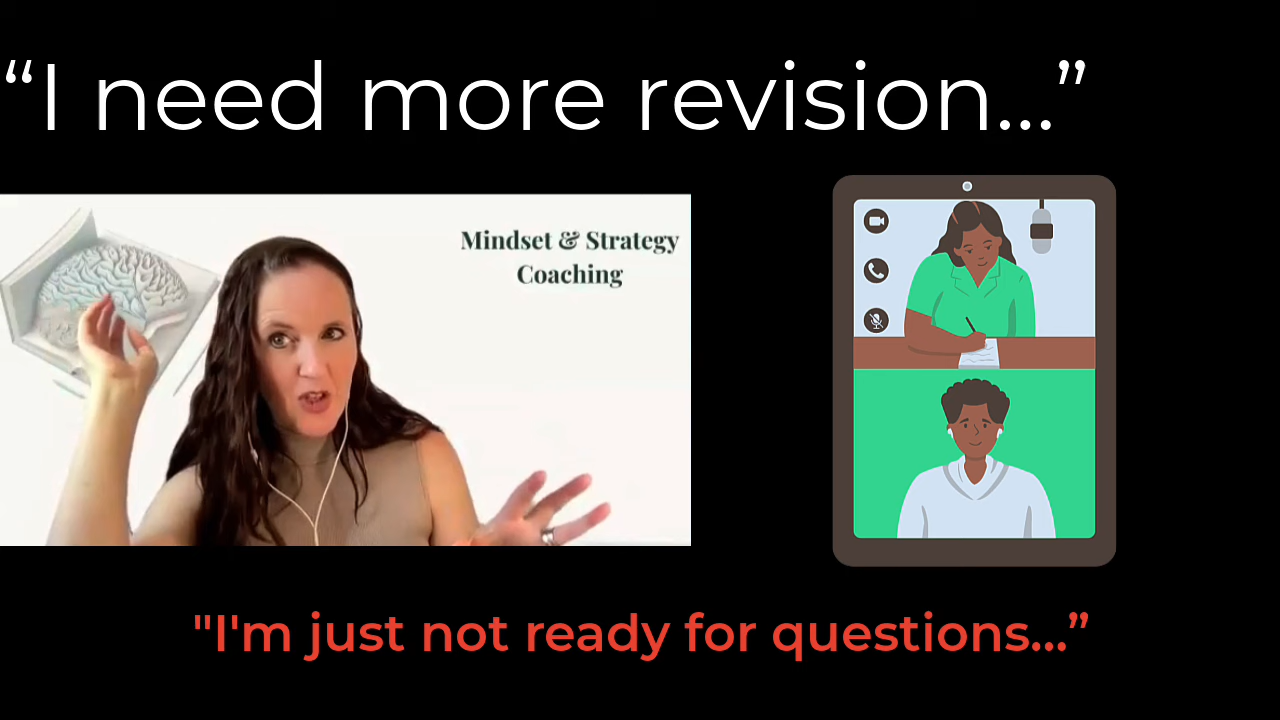 “I need more revision...”
Mindset & Strategy
Coaching
"I'm just not ready for questions...”